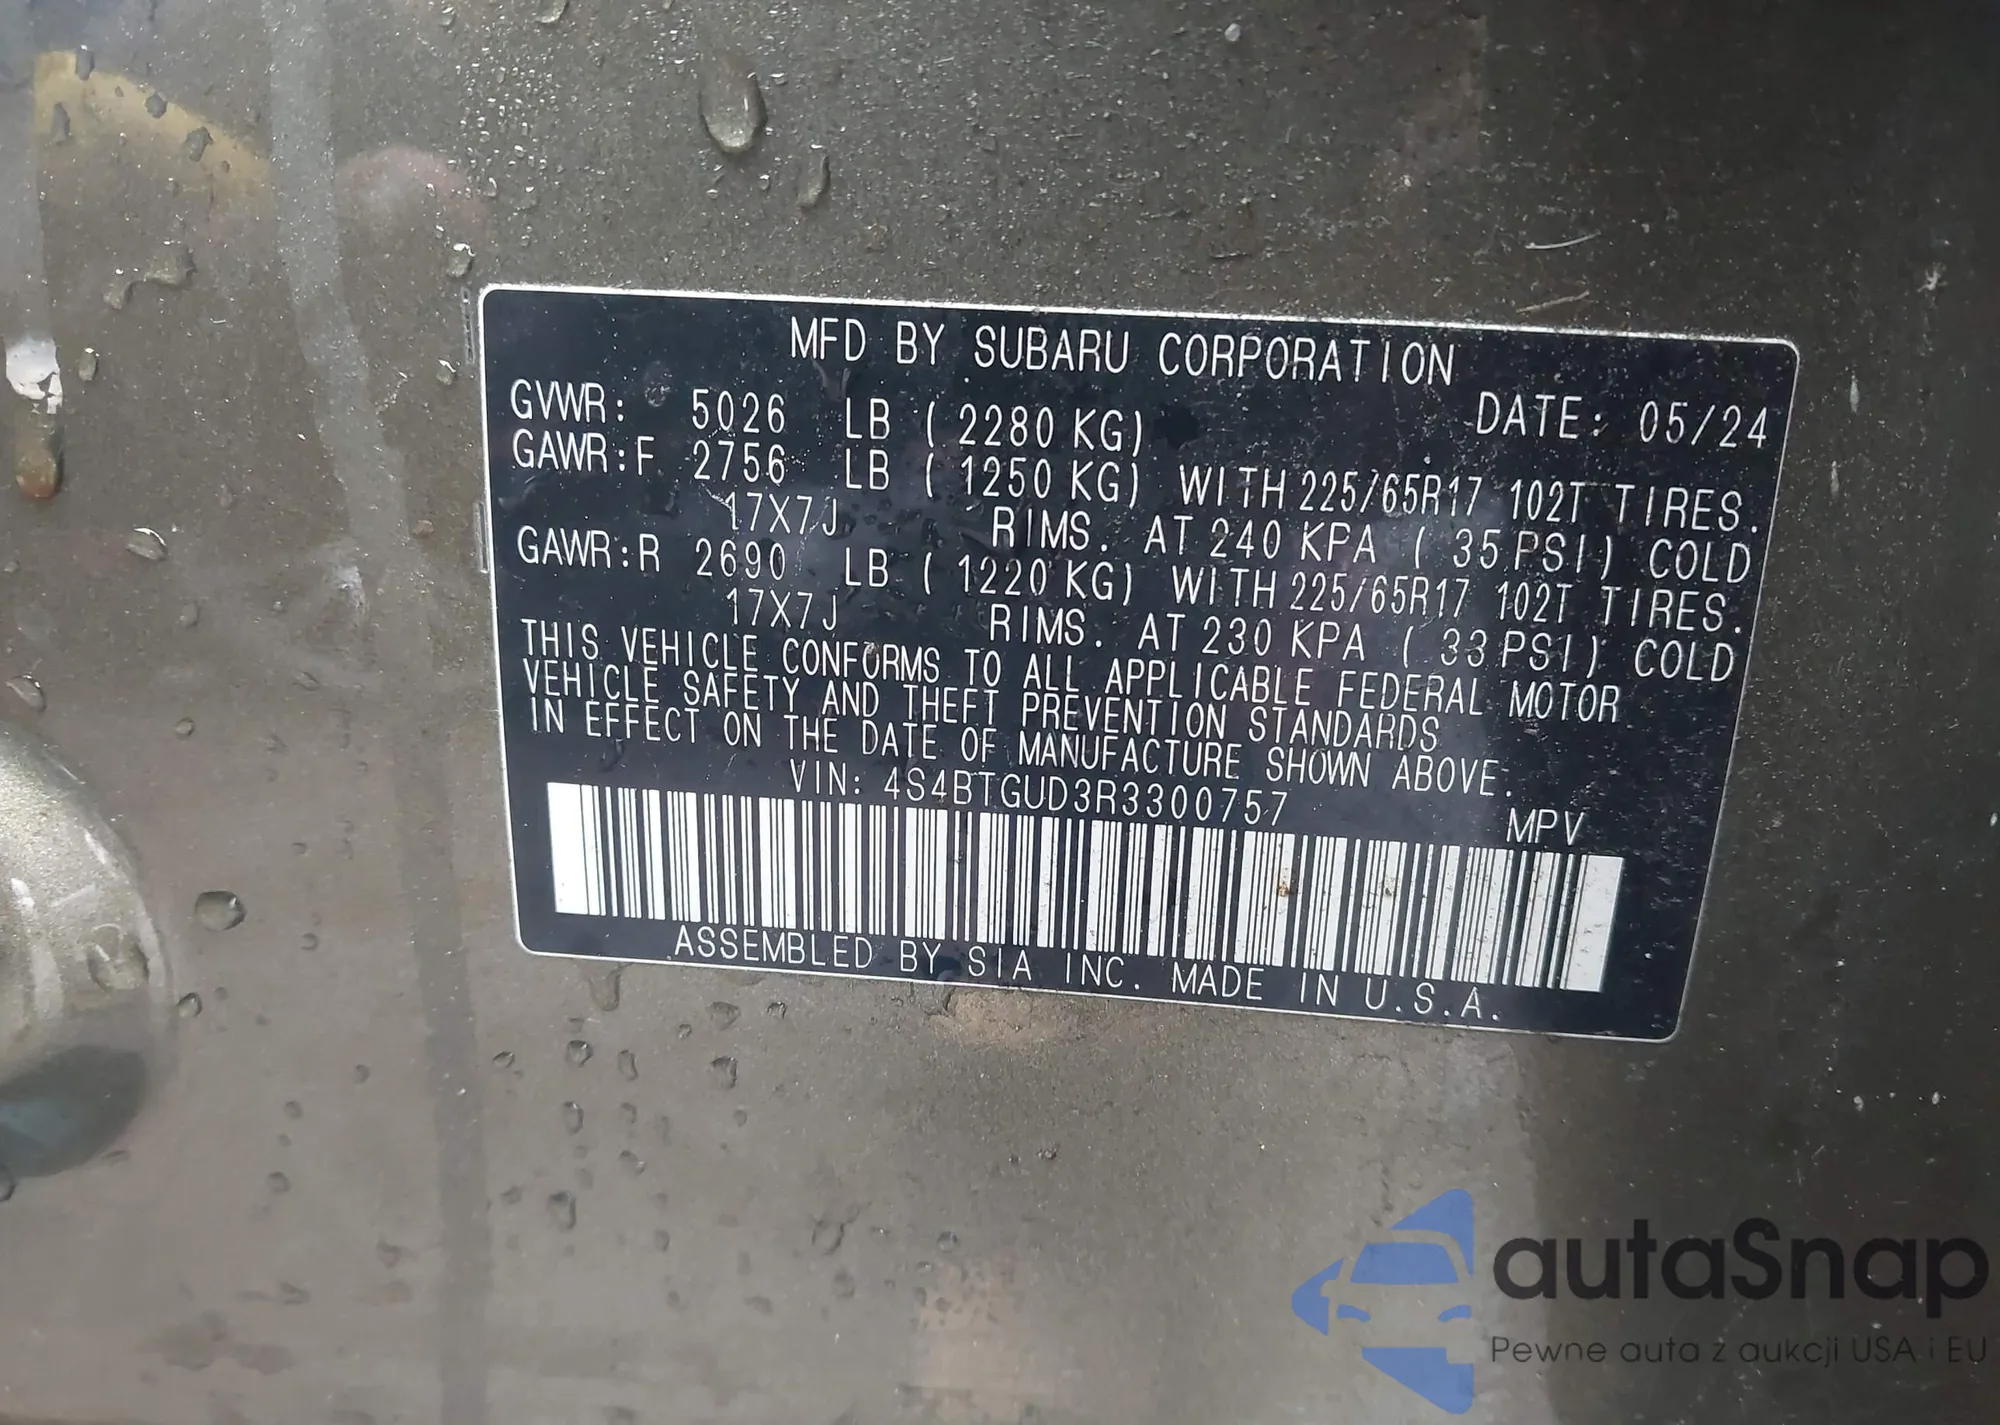 MFD BY SUBARU CORPORATION
GVWR: 5026 LB ( 2280 KG) DATE: 05/24
GAWR:F 2756 LB ( 1250 KG) WITH 225/65R17 102T TIRES.
17X7J RIMS. AT 240 KPA ( 35 PSI) COLD
GAWR:R 2690 LB ( 1220 KG) WITH 225/65R17 102T TIRES.
17X7J RIMS. AT 230 KPA ( 33 PSI) COLD
THIS VEHICLE CONFORMS TO ALL APPLICABLE FEDERAL MOTOR
VEHICLE SAFETY AND THEFT PREVENTION STANDARDS
IN EFFECT ON THE DATE OF MANUFACTURE SHOWN ABOVE.
VIN: 4S4BTGUD3R3300757 MPV
ASSEMBLED BY SIA INC. MADE IN U.S.A.
autaSnap
Pewne auta z aukcji USA i EU